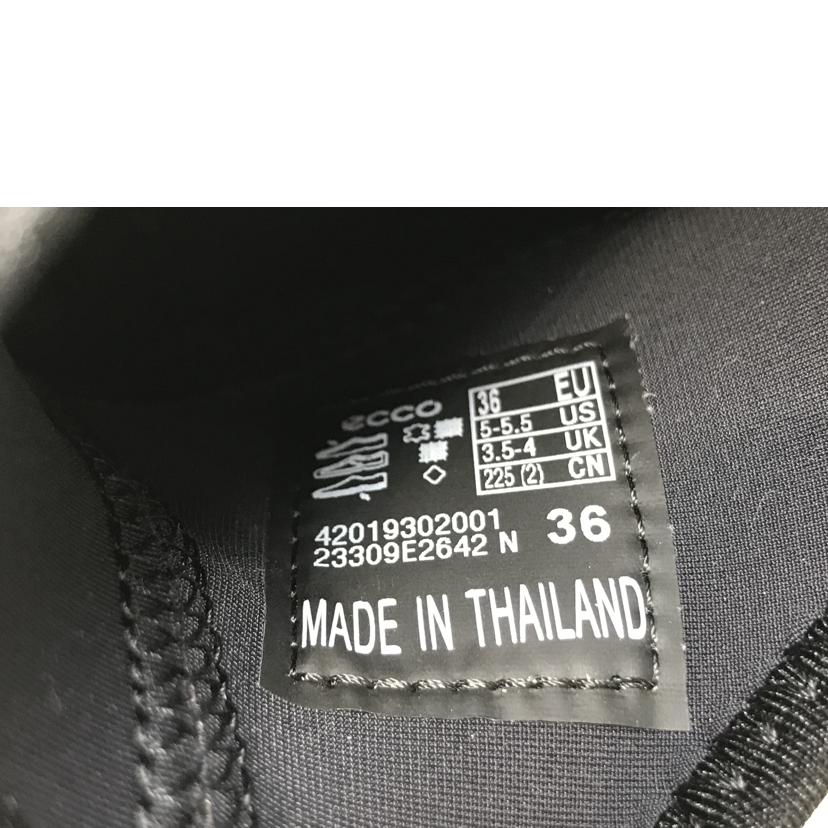 ecco
36 EU
5-5.5 US
3.5-4 UK
225 (2) CN
42019302001
23309E2642 N
36
MADE IN THAILAND